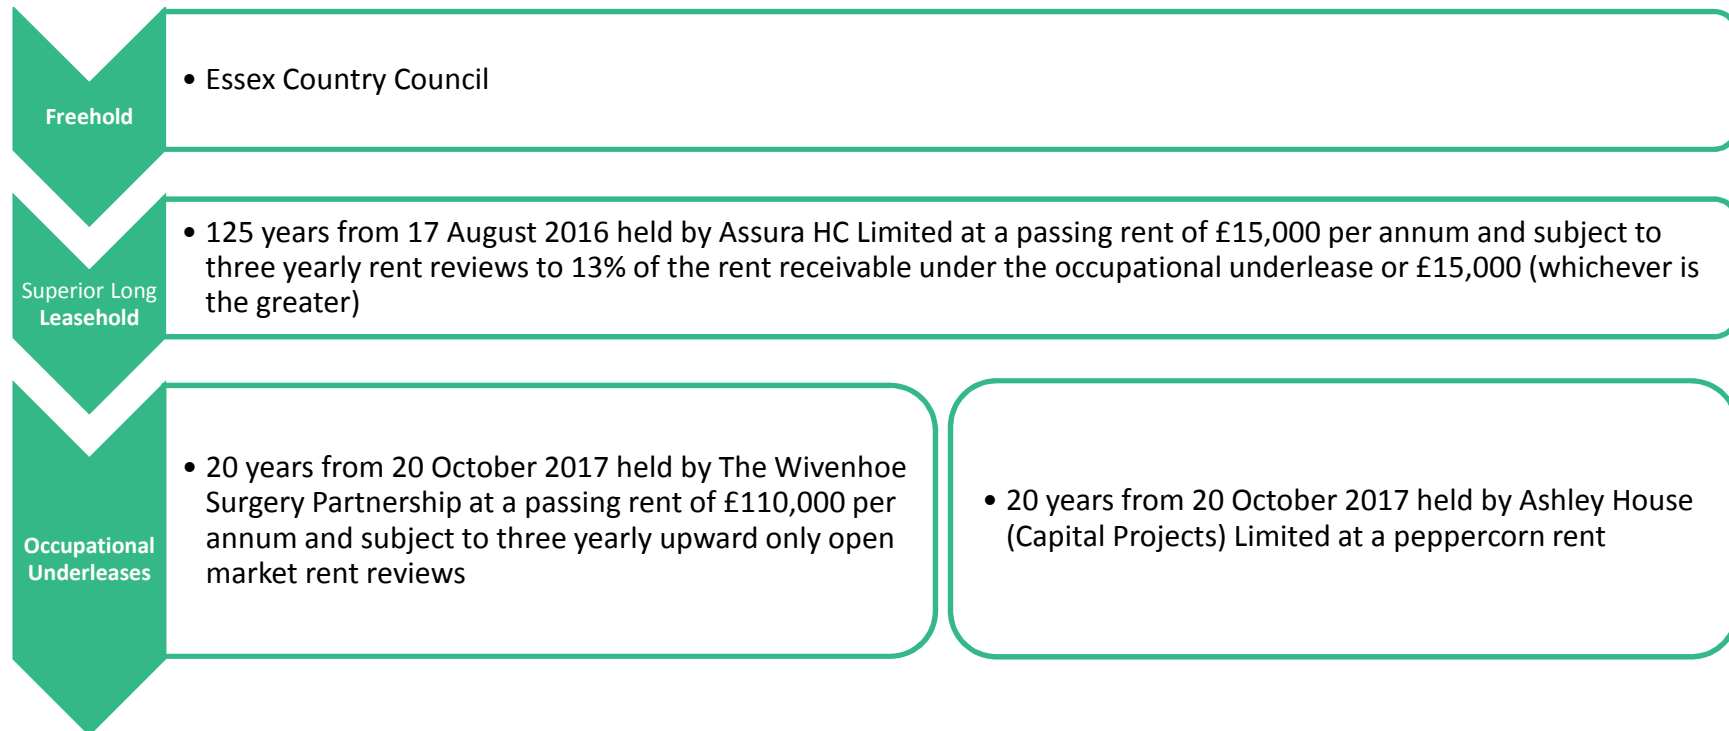 Freehold
• Essex Country Council
Superior Long
Leasehold
• 125 years from 17 August 2016 held by Assura HC Limited at a passing rent of £15,000 per annum and subject to
three yearly rent reviews to 13% of the rent receivable under the occupational underlease or £15,000 (whichever is
the greater)
Occupational
Underleases
• 20 years from 20 October 2017 held by The Wivenhoe
Surgery Partnership at a passing rent of £110,000 per
annum and subject to three yearly upward only open
market rent reviews
• 20 years from 20 October 2017 held by Ashley House
(Capital Projects) Limited at a peppercorn rent